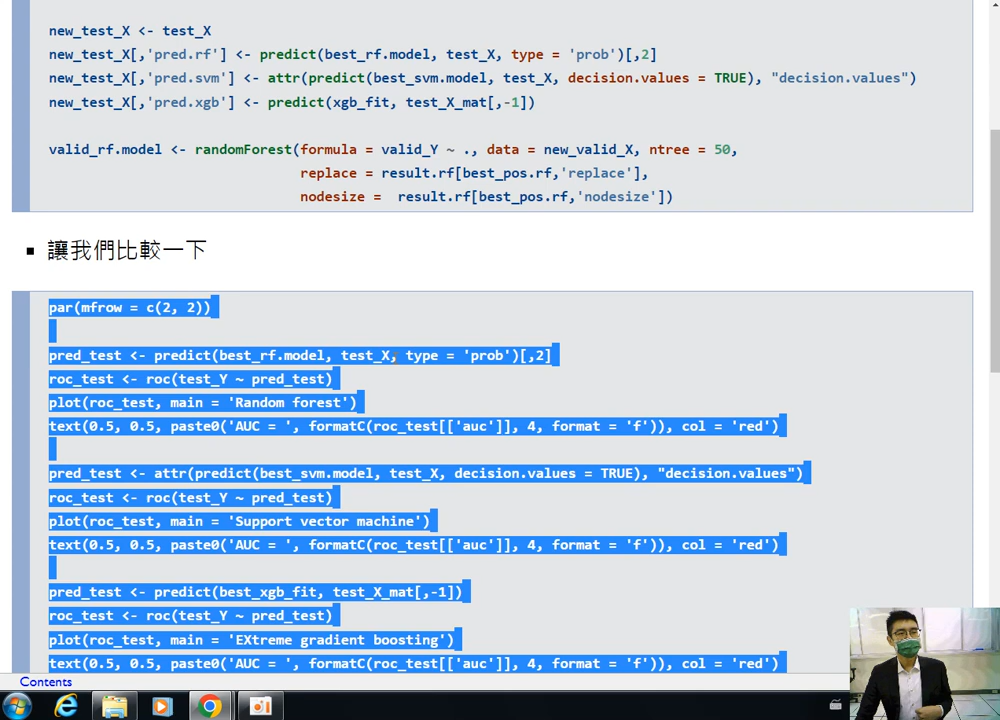 new_test_X <- test_X
new_test_X[,'pred.rf'] <- predict(best_rf.model, test_X, type = 'prob')[,2]
new_test_X[,'pred.svm'] <- attr(predict(best_svm.model, test_X, decision.values = TRUE), "decision.values")
new_test_X[,'pred.xgb'] <- predict(xgb_fit, test_X_mat[,-1])
valid_rf.model <- randomForest(formula = valid_Y ~ ., data = new_valid_X, ntree = 50,
replace = result.rf[best_pos.rf,'replace'],
nodesize =  result.rf[best_pos.rf,'nodesize'])
讓我們比較一下
par(mfrow = c(2, 2))
pred_test <- predict(best_rf.model, test_X, type = 'prob')[,2]
roc_test <- roc(test_Y ~ pred_test)
plot(roc_test, main = 'Random forest')
text(0.5, 0.5, paste0('AUC = ', formatC(roc_test[['auc']], 4, format = 'f')), col = 'red')
pred_test <- attr(predict(best_svm.model, test_X, decision.values = TRUE), "decision.values")
roc_test <- roc(test_Y ~ pred_test)
plot(roc_test, main = 'Support vector machine')
text(0.5, 0.5, paste0('AUC = ', formatC(roc_test[['auc']], 4, format = 'f')), col = 'red')
pred_test <- predict(best_xgb_fit, test_X_mat[,-1])
roc_test <- roc(test_Y ~ pred_test)
plot(roc_test, main = 'EXtreme gradient boosting')
text(0.5, 0.5, paste0('AUC = ', formatC(roc_test[['auc']], 4, format = 'f')), col = 'red')
Contents